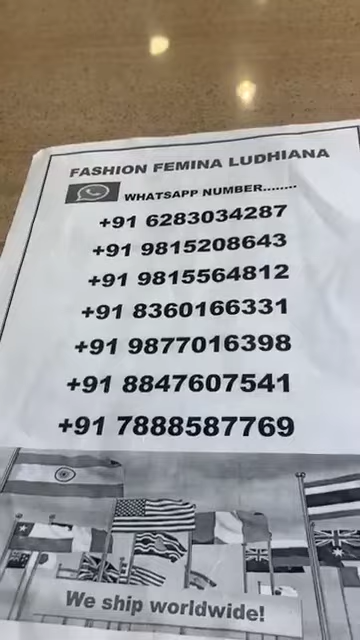 FASHION FEMINA LUDHIANA
WHATSAPP NUMBER........
+91 6283034287
+91 9815208643
+91 9815564812
+91 8360166331
+91 9877016398
+91 8847607541
+91 7888587769
We ship worldwide!